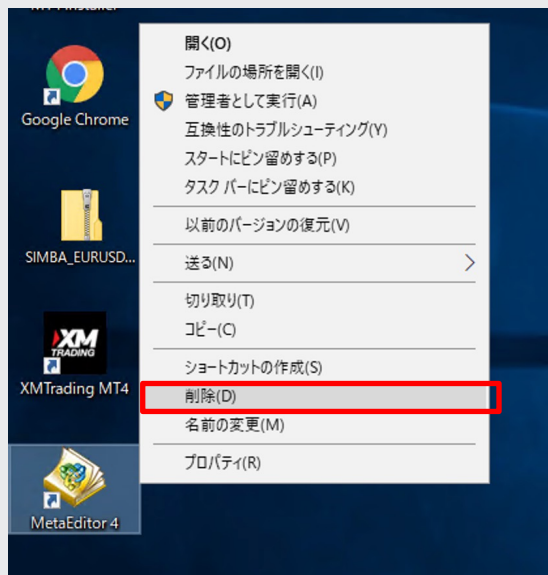 Google Chrome
SIMBA_EURUSD...
XM
TRADING
XMTrading MT4
MetaEditor 4
開く(O)
ファイルの場所を開く(I)
管理者として実行(A)
互換性のトラブルシューティング(Y)
スタートにピン留めする(P)
タスク バーにピン留めする(K)
以前のバージョンの復元(V)
送る(N)
切り取り(T)
コピー(C)
ショートカットの作成(S)
削除(D)
名前の変更(M)
プロパティ(R)